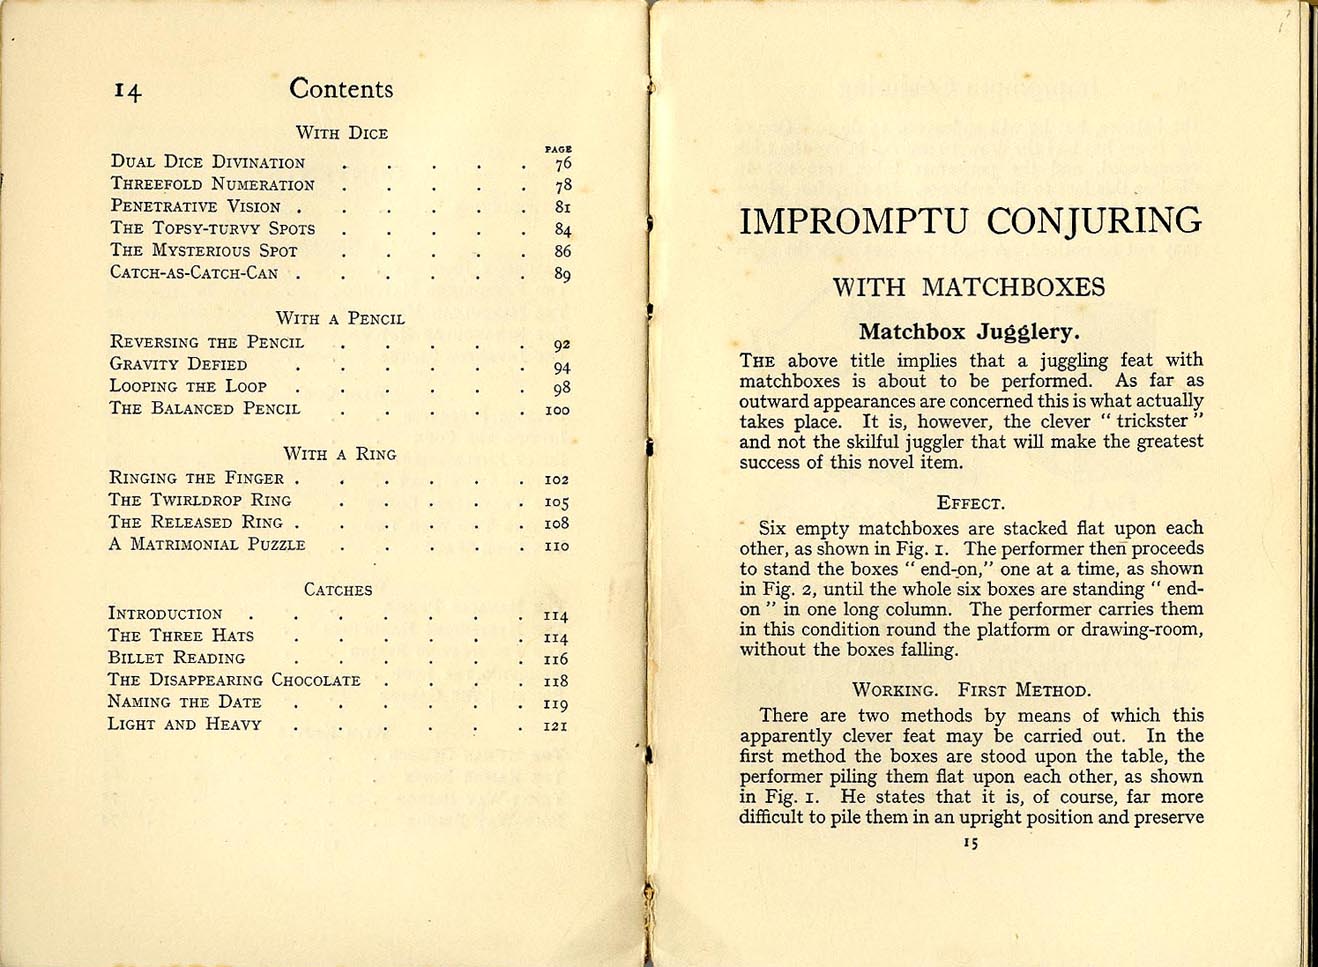 14 Contents
WITH DICE
PAGE
DUAL DICE DIVINATION . . . . . 76
THREEFOLD NUMERATION . . . . . 78
PENETRATIVE VISION . . . . . . 81
THE TOPSY-TURVY SPOTS . . . . . 84
THE MYSTERIOUS SPOT . . . . . 86
CATCH-AS-CATCH-CAN . . . . . . 89
WITH A PENCIL
REVERSING THE PENCIL . . . . . 92
GRAVITY DEFIED . . . . . . 94
LOOPING THE LOOP . . . . . . 98
THE BALANCED PENCIL . . . . . 100
WITH A RING
RINGING THE FINGER . . . . . . 102
THE TWIRLDROP RING . . . . . 105
THE RELEASED RING . . . . . . 108
A MATRIMONIAL PUZZLE . . . . . 110
CATCHES
INTRODUCTION . . . . . . . 114
THE THREE HATS . . . . . . 114
BILLET READING . . . . . . 116
THE DISAPPEARING CHOCOLATE . . . . 118
NAMING THE DATE . . . . . . 119
LIGHT AND HEAVY . . . . . . 121
IMPROMPTU CONJURING
WITH MATCHBOXES
Matchbox Jugglery.
THE above title implies that a juggling feat with
matchboxes is about to be performed. As far as
outward appearances are concerned this is what actually
takes place. It is, however, the clever "trickster"
and not the skilful juggler that will make the greatest
success of this novel item.
EFFECT.
Six empty matchboxes are stacked flat upon each
other, as shown in Fig. 1. The performer then proceeds
to stand the boxes "end-on," one at a time, as shown
in Fig. 2, until the whole six boxes are standing "end-
on" in one long column. The performer carries them
in this condition round the platform or drawing-room,
without the boxes falling.
WORKING. FIRST METHOD.
There are two methods by means of which this
apparently clever feat may be carried out. In the
first method the boxes are stood upon the table, the
performer piling them flat upon each other, as shown
in Fig. 1. He states that it is, of course, far more
difficult to pile them in an upright position and preserve
15